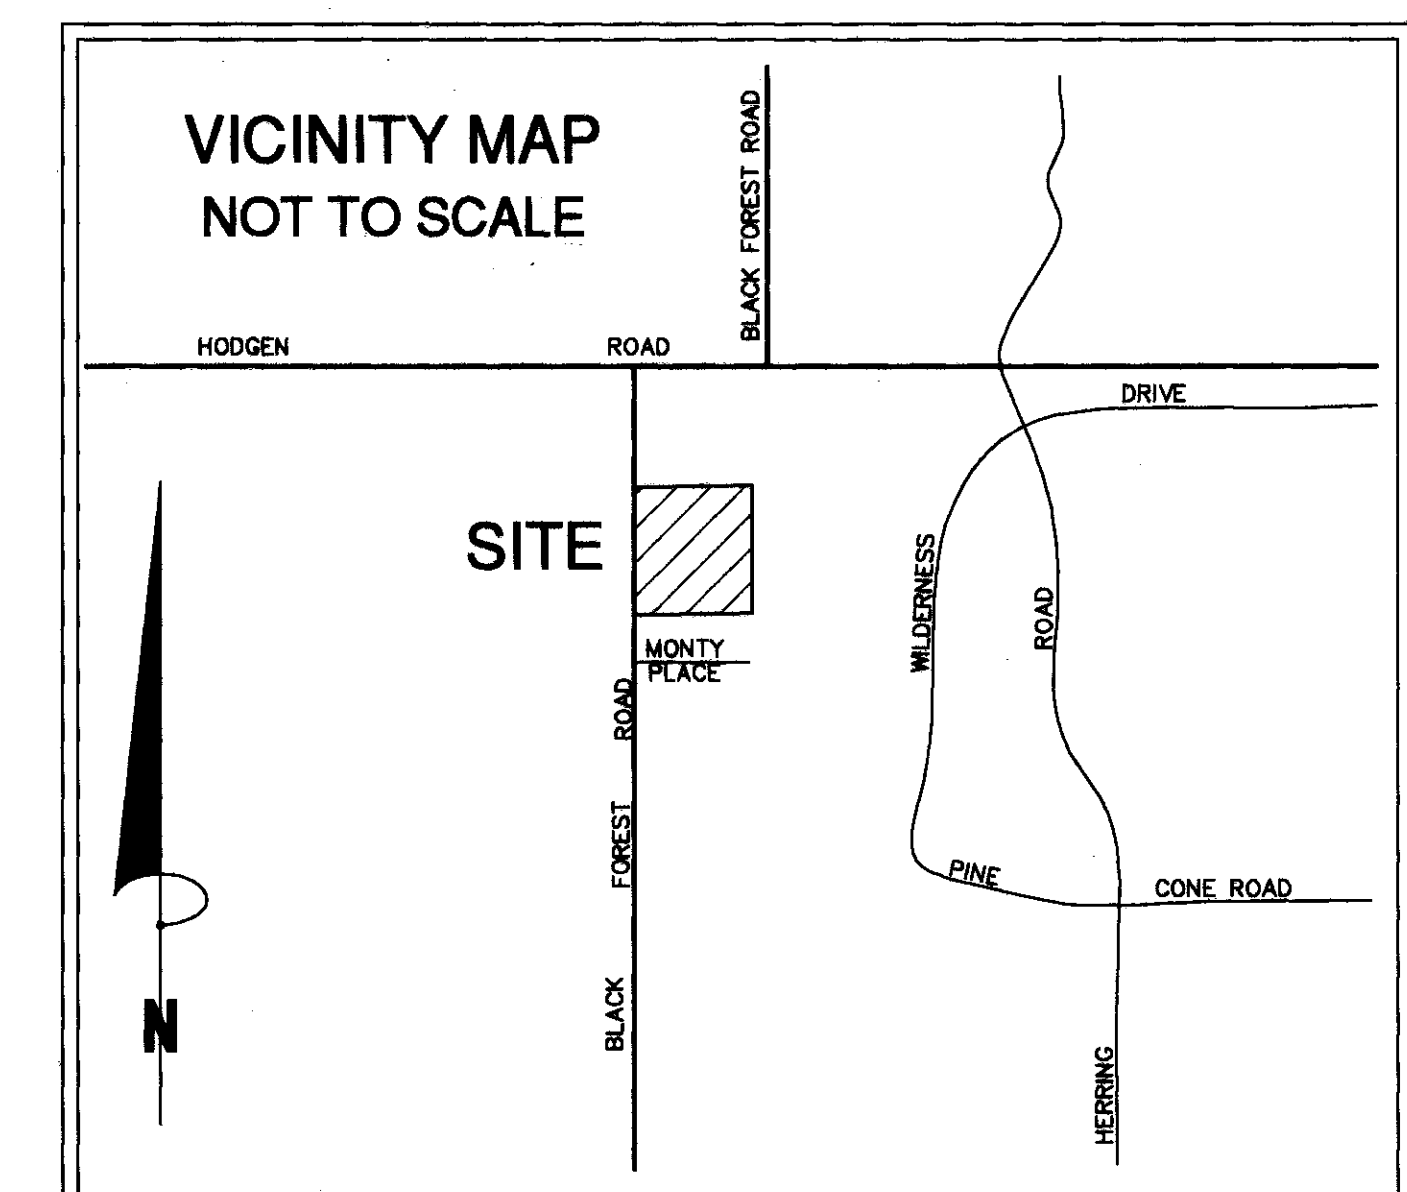 VICINITY MAP
NOT TO SCALE
BLACK FOREST ROAD
HODGEN ROAD
DRIVE
WILDERNESS
SITE
ROAD
MONTY
PLACE
BLACK FOREST ROAD
PINE CONE ROAD
HERRING
N